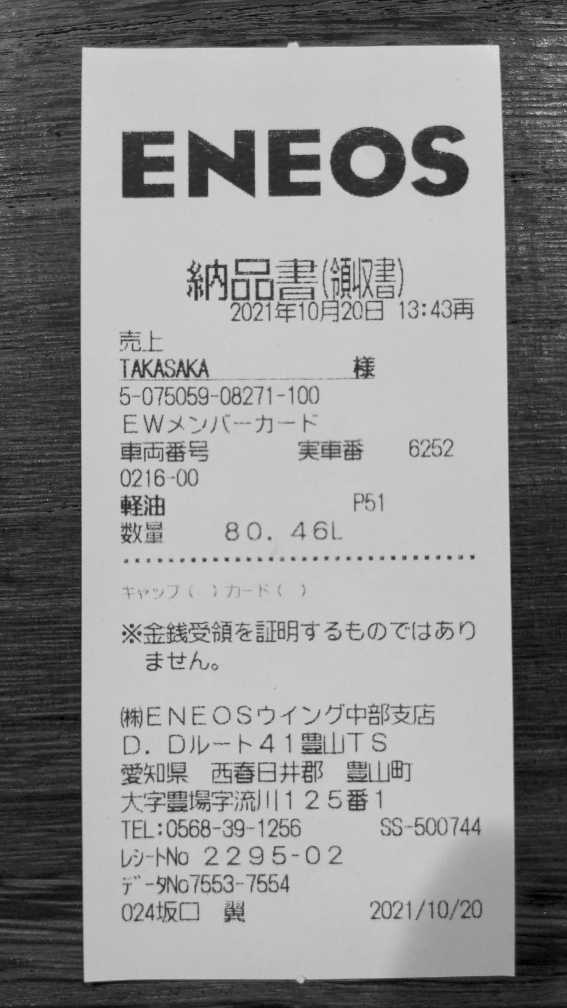 ENEOS
納品書(領収書)
2021年10月20日 13:43再
売上
TAKASAKA 様
5-075059-08271-100
EWメンバーカード
車両番号 実車番 6252
0216-00
軽油 P51
数量 80.46L
キャップ( )カード( )
※金銭受領を証明するものではあり
ません。
㈱ENEOSウイング中部支店
D.Dルート41豊山TS
愛知県 西春日井郡 豊山町
大字豊場字流川125番1
TEL:0568-39-1256 SS-500744
レシートNo 2295-02
データNo7553-7554
024坂口 翼 2021/10/20